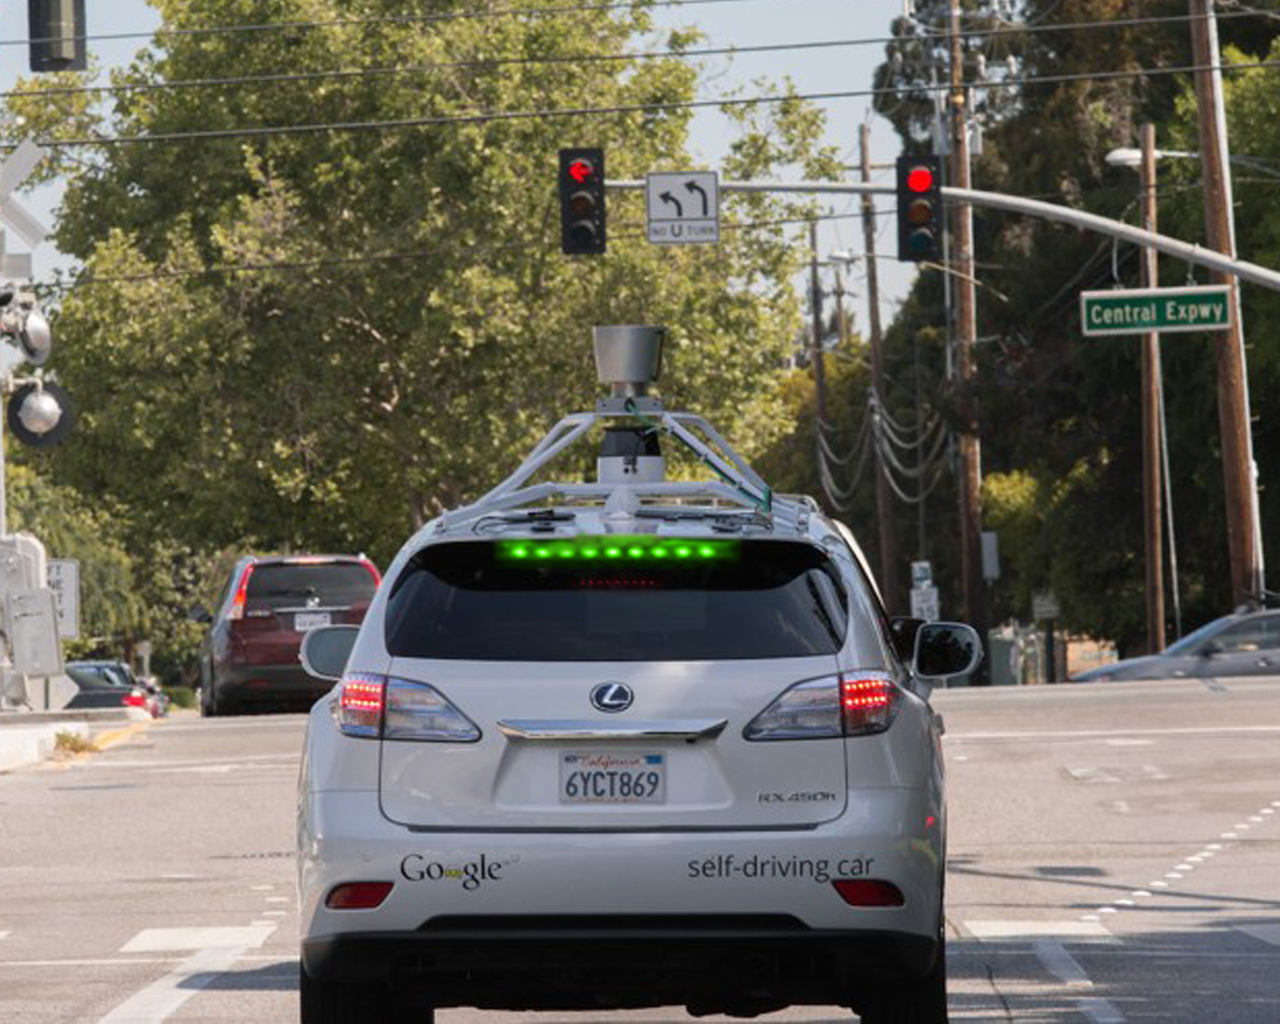 NO U TURN
Central Expwy
California
6YCT869
RX 450h
Google
self-driving car